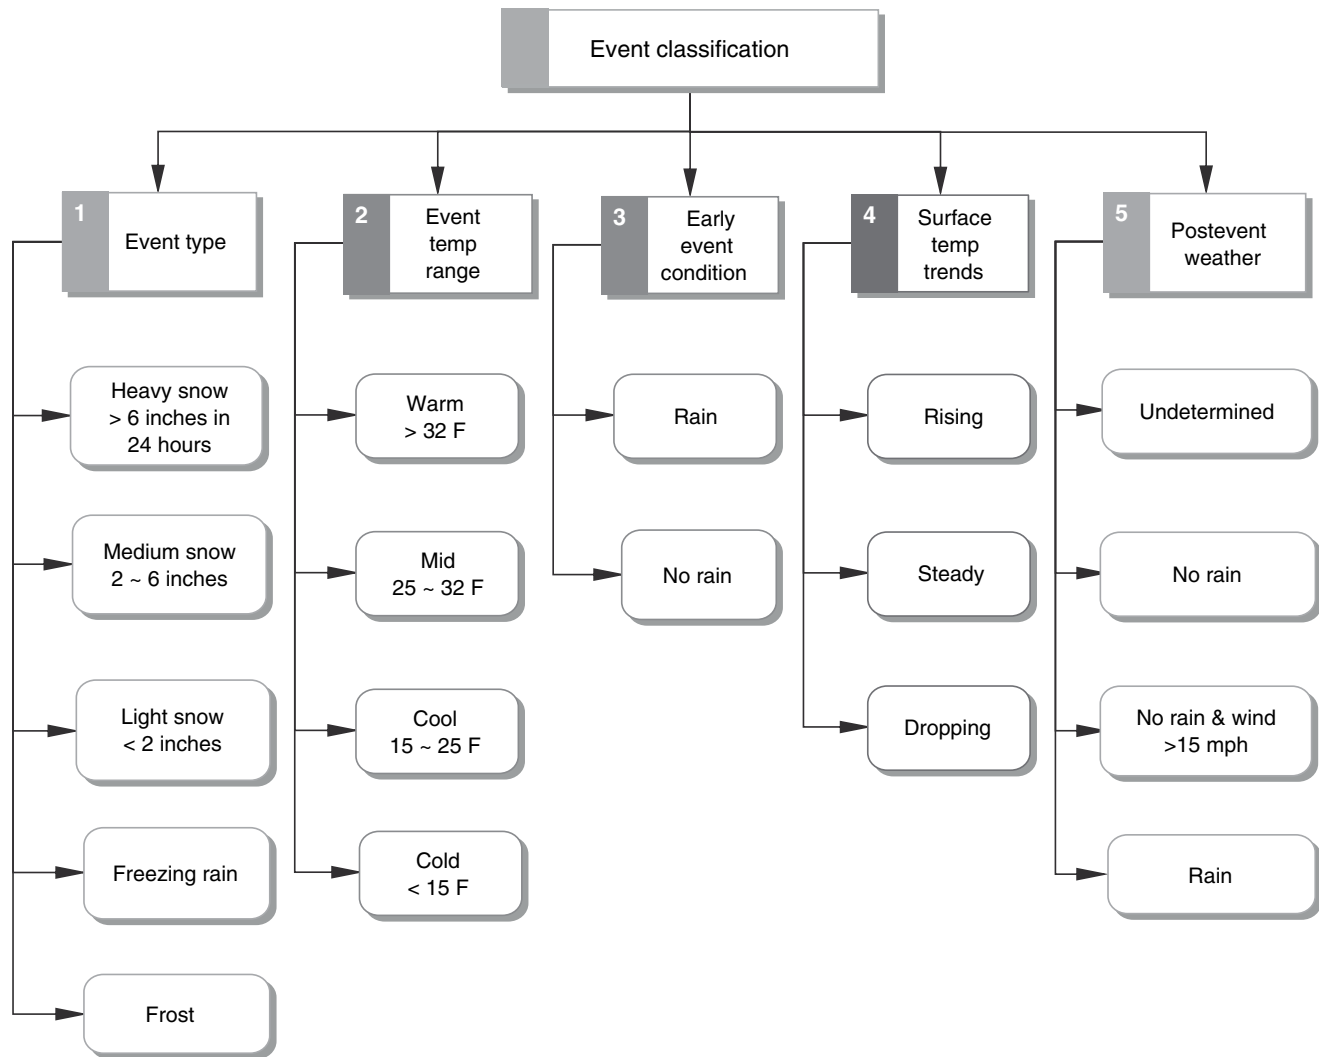 Event classification
1
Event type
Heavy snow
> 6 inches in
24 hours
Medium snow
2 ~ 6 inches
Light snow
< 2 inches
Freezing rain
Frost
2
Event
temp
range
Warm
> 32 F
Mid
25 ~ 32 F
Cool
15 ~ 25 F
Cold
< 15 F
3
Early
event
condition
Rain
No rain
4
Surface
temp
trends
Rising
Steady
Dropping
5
Postevent
weather
Undetermined
No rain
No rain & wind
>15 mph
Rain